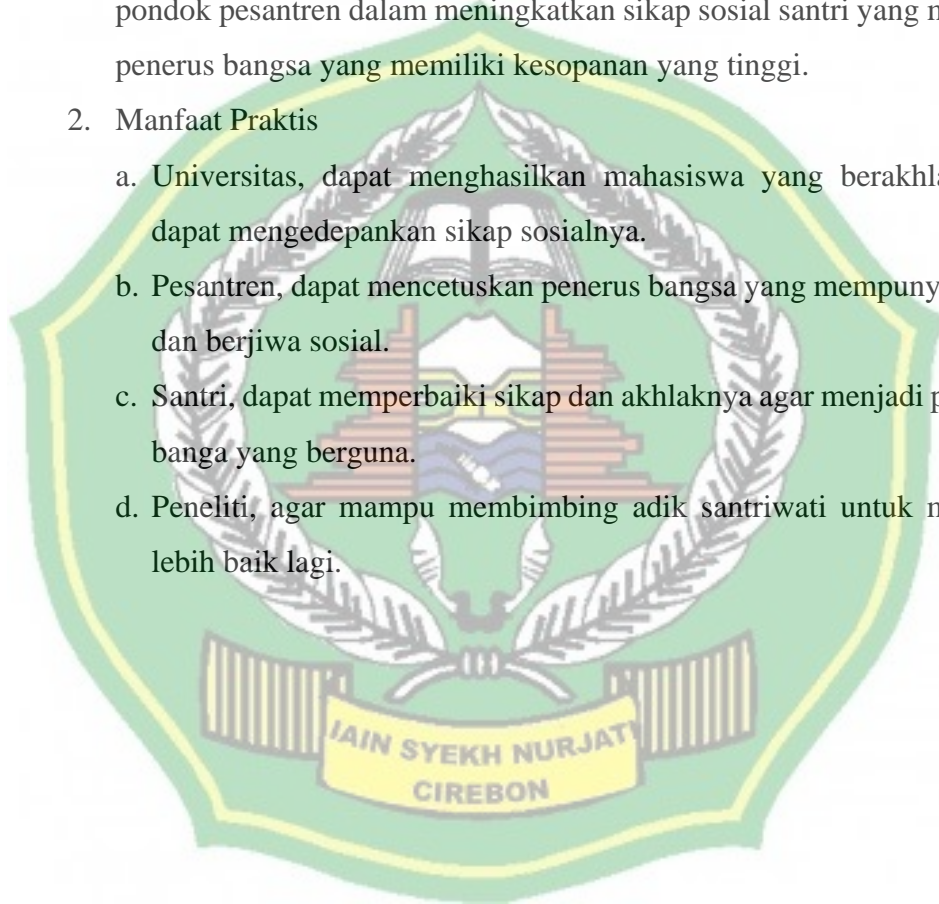 pondok pesantren dalam meningkatkan sikap sosial santri yang
penerus bangsa yang memiliki kesopanan yang tinggi.
2. Manfaat Praktis
a. Universitas, dapat menghasilkan mahasiswa yang
dapat mengedepankan sikap sosialnya.
b. Pesantren, dapat mencetuskan penerus bangsa yang
dan berjiwa sosial.
c. Santri, dapat memperbaiki sikap dan akhlaknya agar menjadi
banga yang berguna.
d. Peneliti, agar mampu membimbing adik santriwati untuk
lebih baik lagi.
IAIN SYEKH NURJATI
CIREBON